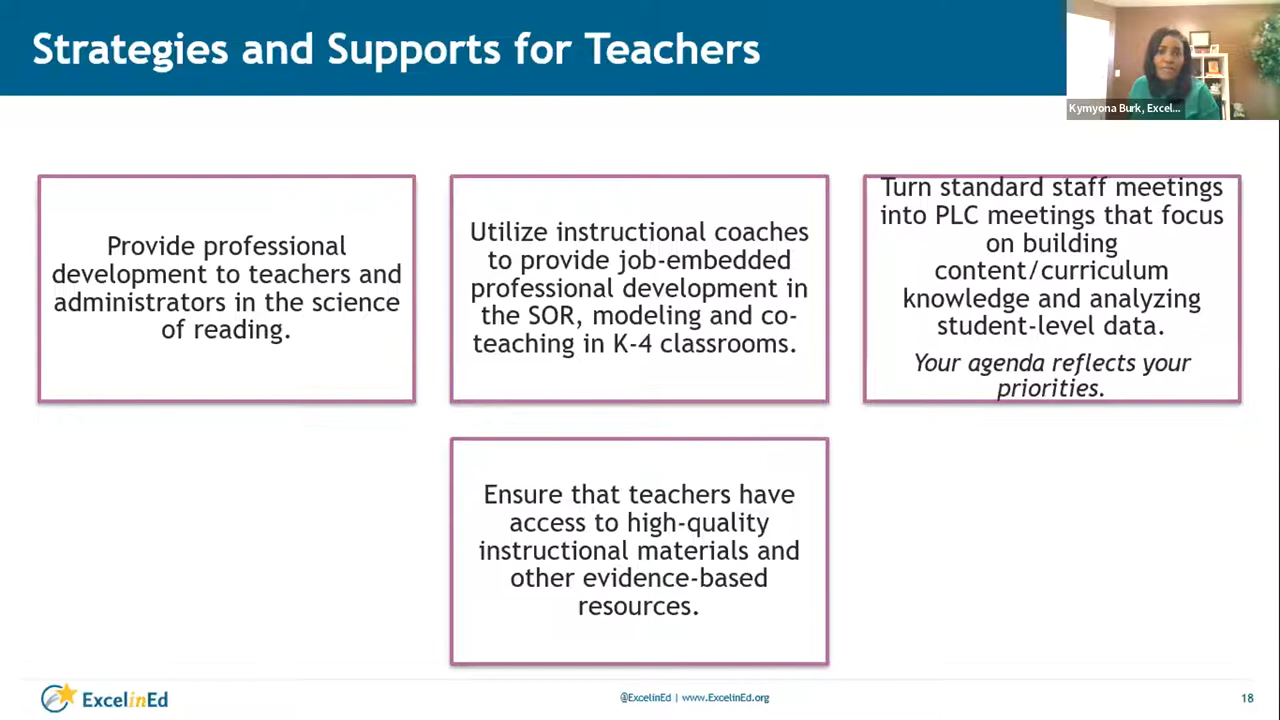 Strategies and Supports for Teachers
Kymyona Burk, Excel...
Provide professional
development to teachers and
administrators in the science
of reading.
Utilize instructional coaches
to provide job-embedded
professional development in
the SOR, modeling and co-
teaching in K-4 classrooms.
Turn standard staff meetings
into PLC meetings that focus
on building
content/curriculum
knowledge and analyzing
student-level data.
Your agenda reflects your
priorities.
Ensure that teachers have
access to high-quality
instructional materials and
other evidence-based
resources.
ExcelinEd
@ExcelinEd | www.ExcelinEd.org
18